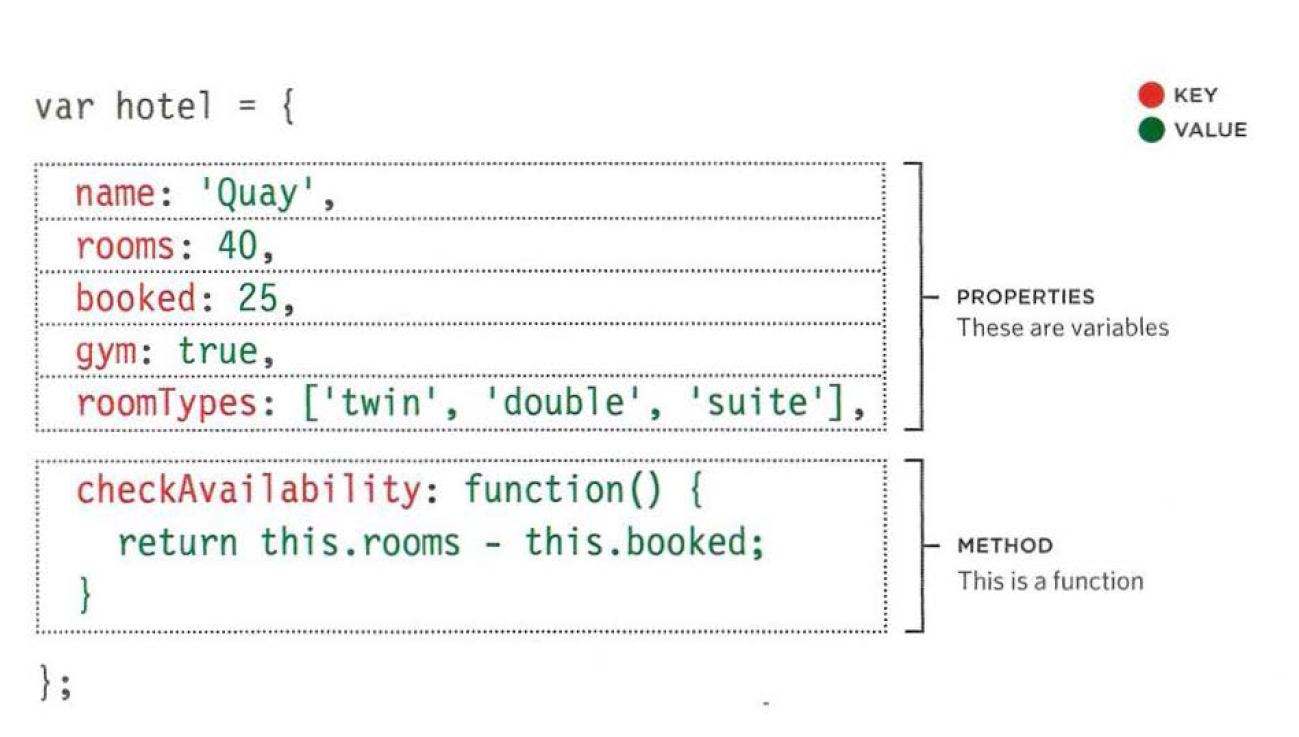 var hotel = {
KEY
VALUE
name: 'Quay',
rooms: 40,
booked: 25,
gym: true,
roomTypes: ['twin', 'double', 'suite'],
PROPERTIES
These are variables
checkAvailability: function() {
return this.rooms - this.booked;
}
METHOD
This is a function
};